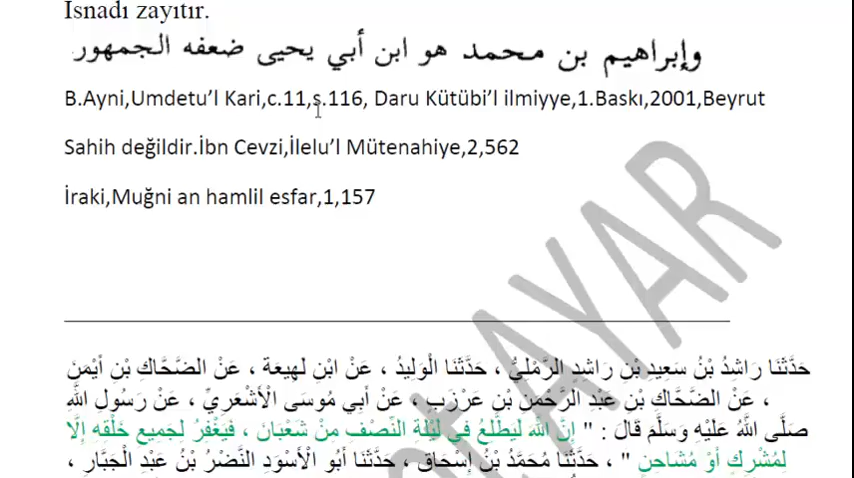 Isnadı zayıtır.
وإبراهيم بن محمد هو ابن أبي يحيى ضعفه الجمهور.
B.Ayni,Umdetu’l Kari,c.11,s.116, Daru Kütübi’l ilmiyye,1.Baskı,2001,Beyrut
Sahih değildir.İbn Cevzi,İlelu’l Mütenahiye,2,562
İraki,Muğni an hamlil esfar,1,157
حَدَّثَنَا رَاشِدُ بْنُ سَعِيدِ بْنِ رَاشِدٍ الرَّمْلِيُّ ، حَدَّثَنَا الْوَلِيدُ ، عَنْ ابْنِ لَهِيعَةَ ، عَنْ الضَّحَّاكِ بْنِ أَيْمَنَ
، عَنْ الضَّحَّاكِ بْنِ عَبْدِ الرَّحْمَنِ بْنِ عَرْزَبٍ ، عَنْ أَبِي مُوسَى الْأَشْعَرِيِّ ، عَنْ رَسُولِ اللَّهِ
صَلَّى اللَّهُ عَلَيْهِ وَسَلَّمَ قَالَ : " إِنَّ اللَّهَ لَيَطَّلِعُ فِي لَيْلَةِ النِّصْفِ مِنْ شَعْبَانَ ، فَيَغْفِرُ لِجَمِيعِ خَلْقِهِ إِلَّا
لِمُشْرِكٍ أَوْ مُشَاحِنٍ " ، حَدَّثَنَا مُحَمَّدُ بْنُ إِسْحَاقَ ، حَدَّثَنَا أَبُو الْأَسْوَدِ النَّضْرُ بْنُ عَبْدِ الْجَبَّارِ ،
AYAR